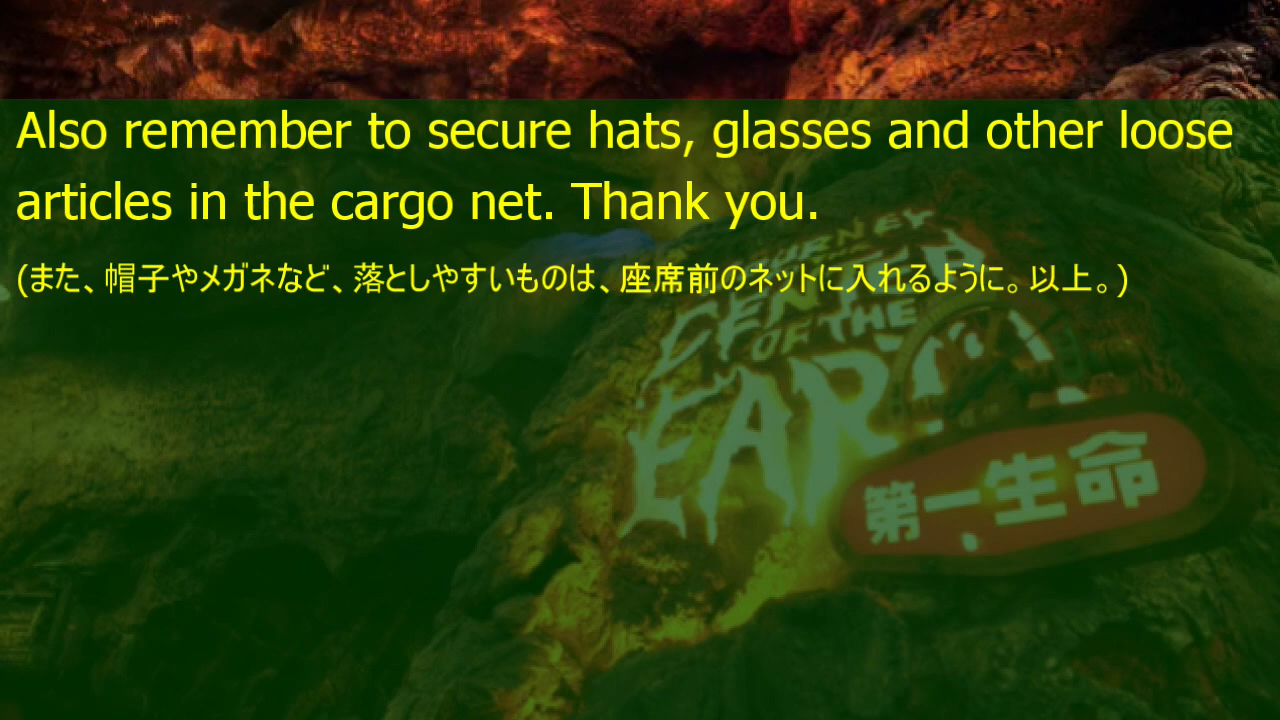 Also remember to secure hats, glasses and other loose
articles in the cargo net. Thank you.
(また、帽子やメガネなど、落としやすいものは、座席前のネットに入れるように。以上。)
JOURNEY
CENTER
OF THE
EARTH
第一生命